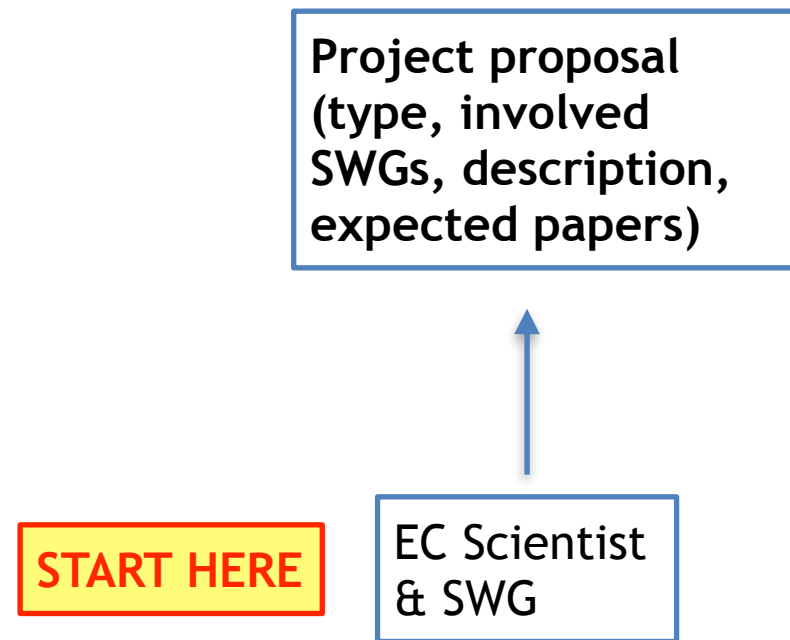 Project proposal
(type, involved
SWGs, description,
expected papers)
START HERE
EC Scientist
& SWG